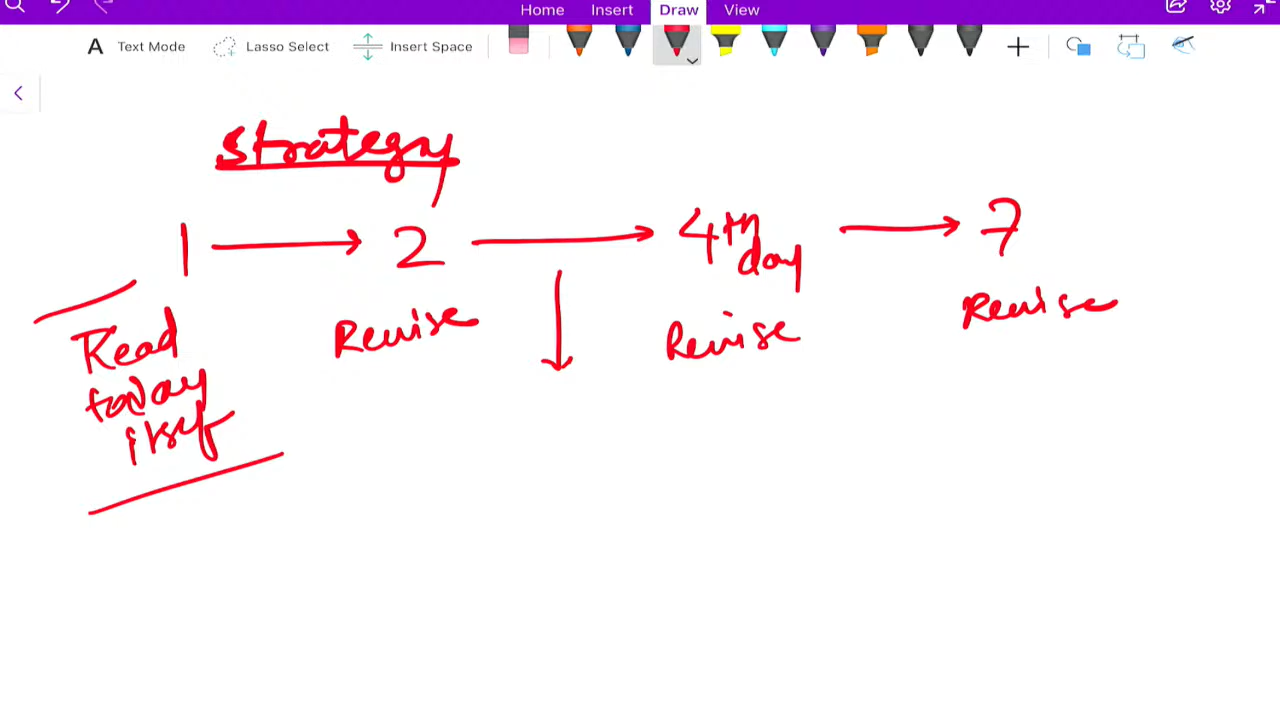 Home Insert Draw View
A Text Mode Lasso Select Insert Space
Strategy
1 → 2 → 4th day → 7
Read today itself
Revise
Revise
Revise